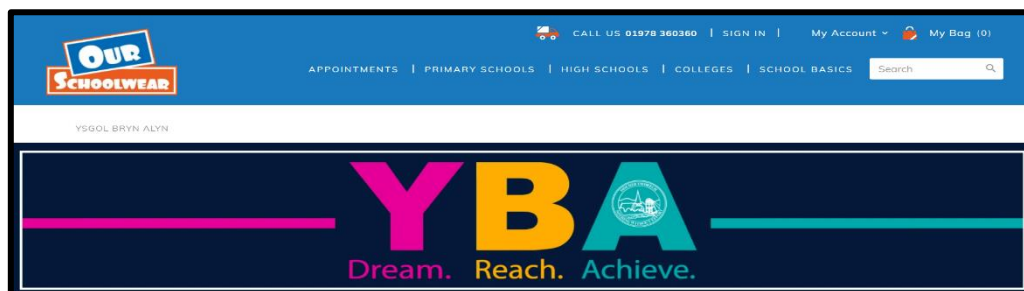 CALL US 01978 360360 | SIGN IN | My Account My Bag (0)
OUR
SCHOOLWEAR
APPOINTMENTS | PRIMARY SCHOOLS | HIGH SCHOOLS | COLLEGES | SCHOOL BASICS Search
YSGOL BRYN ALYN
YBA
Dream. Reach. Achieve.